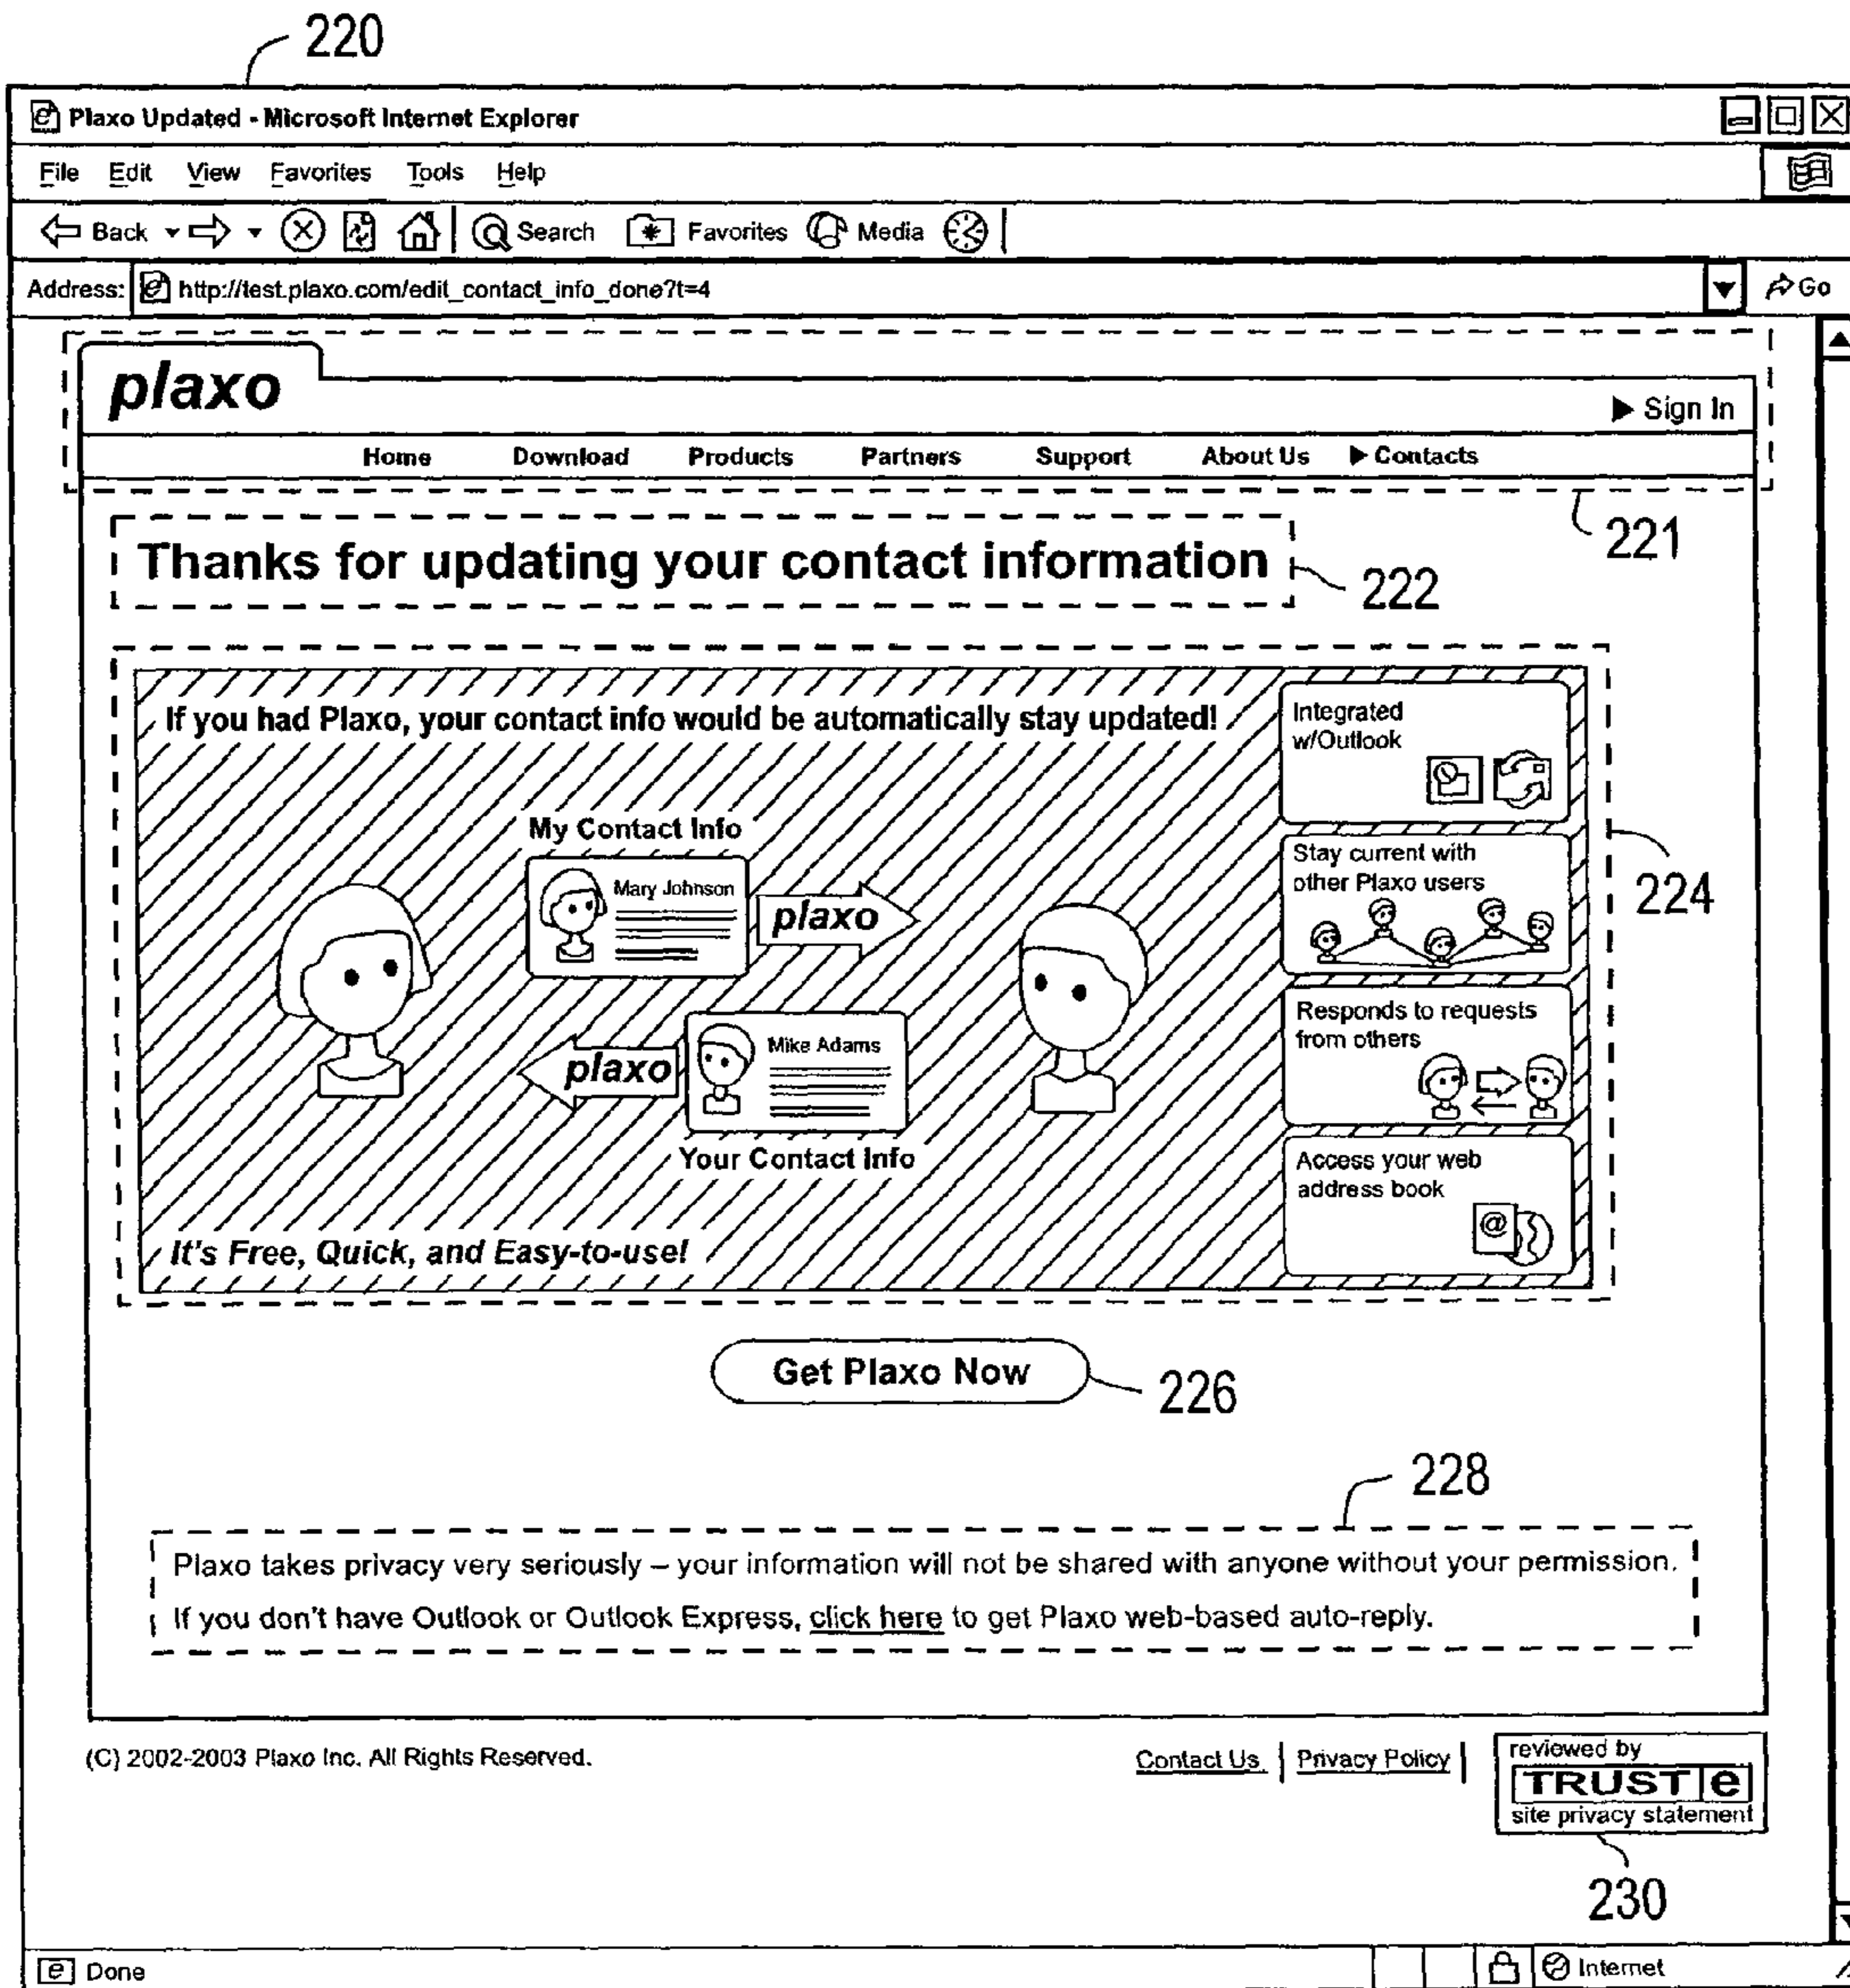 220
Plaxo Updated - Microsoft Internet Explorer
File Edit View Favorites Tools Help
Back Search Favorites Media
Address: http://test.plaxo.com/edit_contact_info_done?t=4 Go
plaxo
Sign In
Home Download Products Partners Support About Us Contacts
221
Thanks for updating your contact information
222
If you had Plaxo, your contact info would be automatically stay updated!
My Contact Info
Mary Johnson
plaxo
plaxo
Mike Adams
Your Contact Info
It's Free, Quick, and Easy-to-use!
Integrated
w/Outlook
Stay current with
other Plaxo users
Responds to requests
from others
Access your web
address book
@
224
Get Plaxo Now
226
228
Plaxo takes privacy very seriously – your information will not be shared with anyone without your permission.
If you don't have Outlook or Outlook Express, click here to get Plaxo web-based auto-reply.
(C) 2002-2003 Plaxo Inc. All Rights Reserved.
Contact Us | Privacy Policy |
reviewed by
TRUST e
site privacy statement
230
Done
Internet